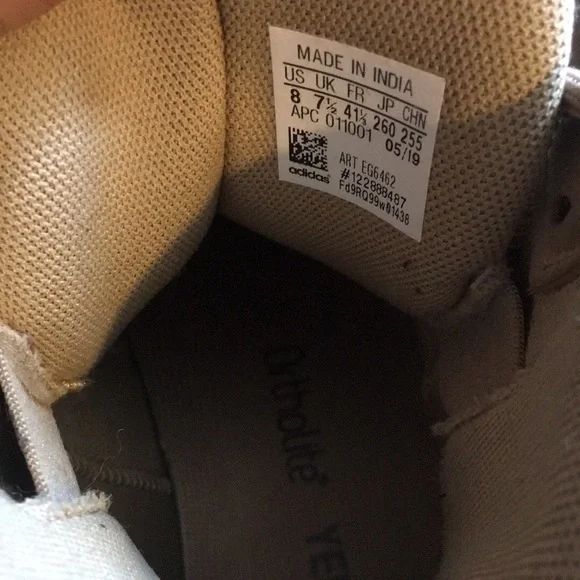 MADE IN INDIA
US UK FR JP CHN
8 7½ 41⅓ 260 255
APC 011001 05/19
ART EG6462
#122888487
adidas Fd9RQ99w01438
Ortholite®
YE